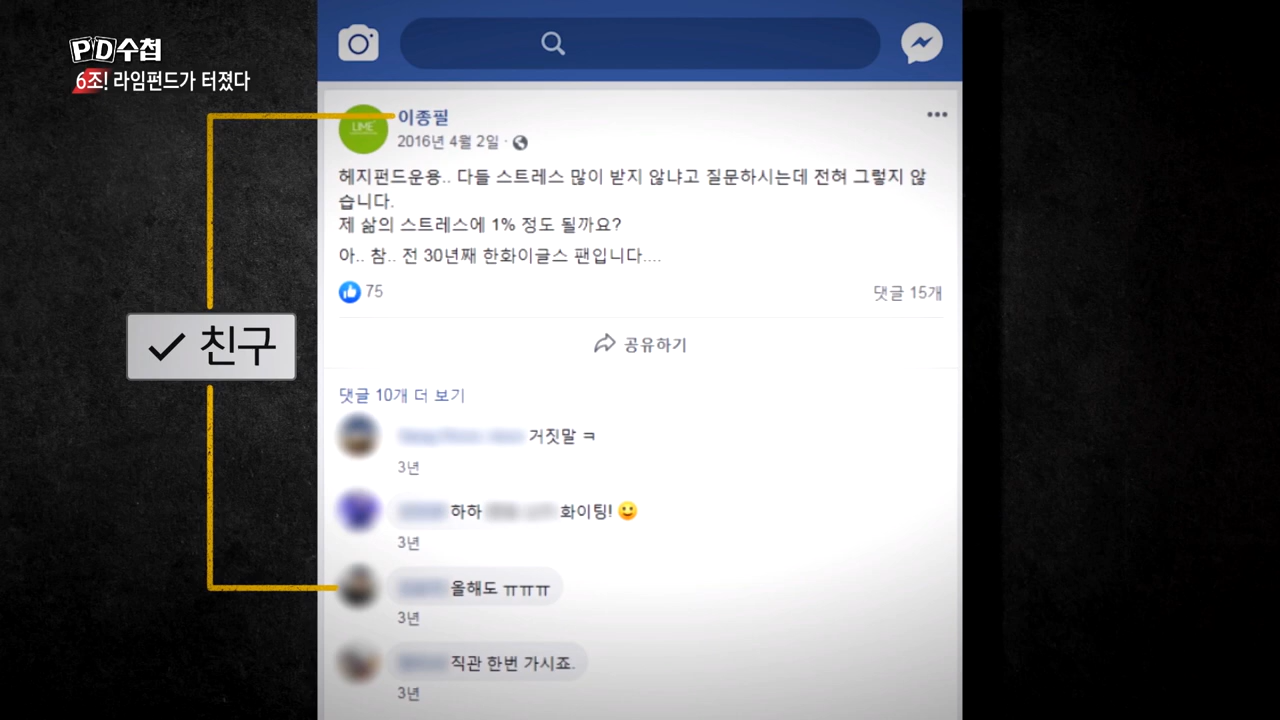 PD수첩
6조! 라임펀드가 터졌다
LIME
이종필
2016년 4월 2일 ·
헤지펀드운용.. 다들 스트레스 많이 받지 않냐고 질문하시는데 전혀 그렇지 않
습니다.
제 삶의 스트레스에 1% 정도 될까요?
아.. 참.. 전 30년째 한화이글스 팬입니다....
75
댓글 15개
공유하기
✓ 친구
댓글 10개 더 보기
거짓말 ㅋ
3년
하하 화이팅! 🙂
3년
올해도 ㅠㅠㅠ
3년
직관 한번 가시죠.
3년